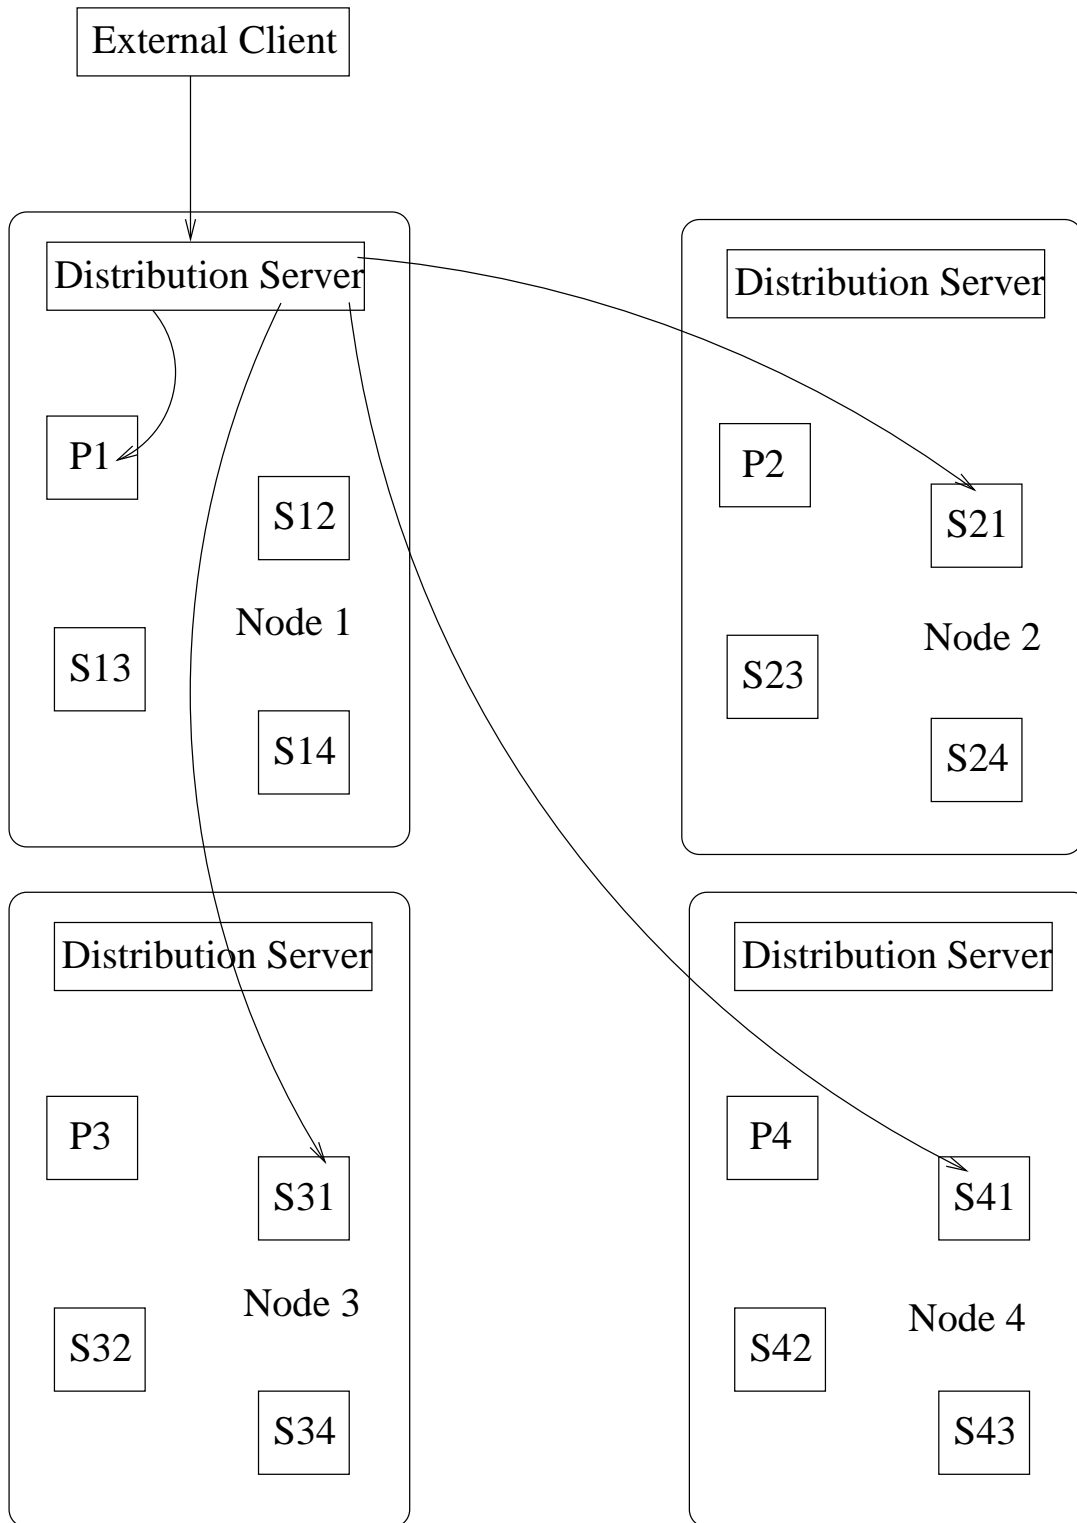 External Client
Distribution Server
P1
S12
Node 1
S13
S14
Distribution Server
P2
S21
Node 2
S23
S24
Distribution Server
P3
S31
Node 3
S32
S34
Distribution Server
P4
S41
Node 4
S42
S43